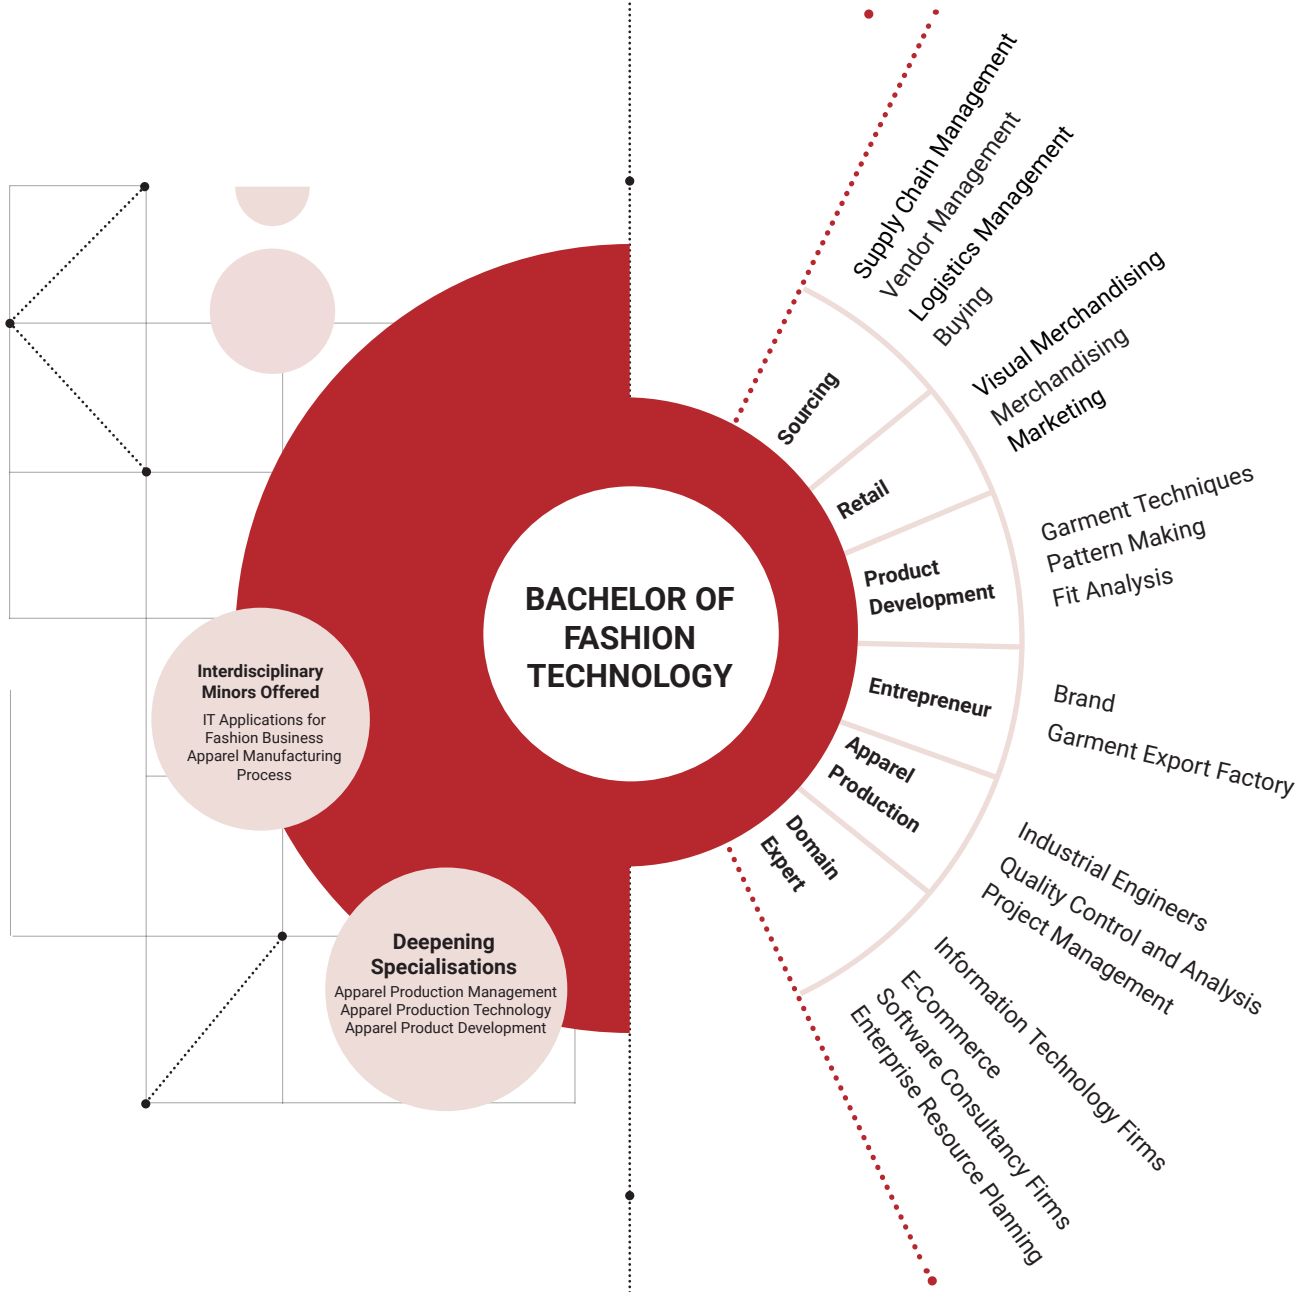 BACHELOR OF
FASHION
TECHNOLOGY
Interdisciplinary
Minors Offered
IT Applications for
Fashion Business
Apparel Manufacturing
Process
Deepening
Specialisations
Apparel Production Management
Apparel Production Technology
Apparel Product Development
Sourcing
Supply Chain Management
Vendor Management
Logistics Management
Buying
Retail
Visual Merchandising
Merchandising
Marketing
Product
Development
Garment Techniques
Pattern Making
Fit Analysis
Entrepreneur
Brand
Garment Export Factory
Apparel
Production
Industrial Engineers
Quality Control and Analysis
Project Management
Domain
Expert
Information Technology Firms
E-Commerce
Software Consultancy Firms
Enterprise Resource Planning